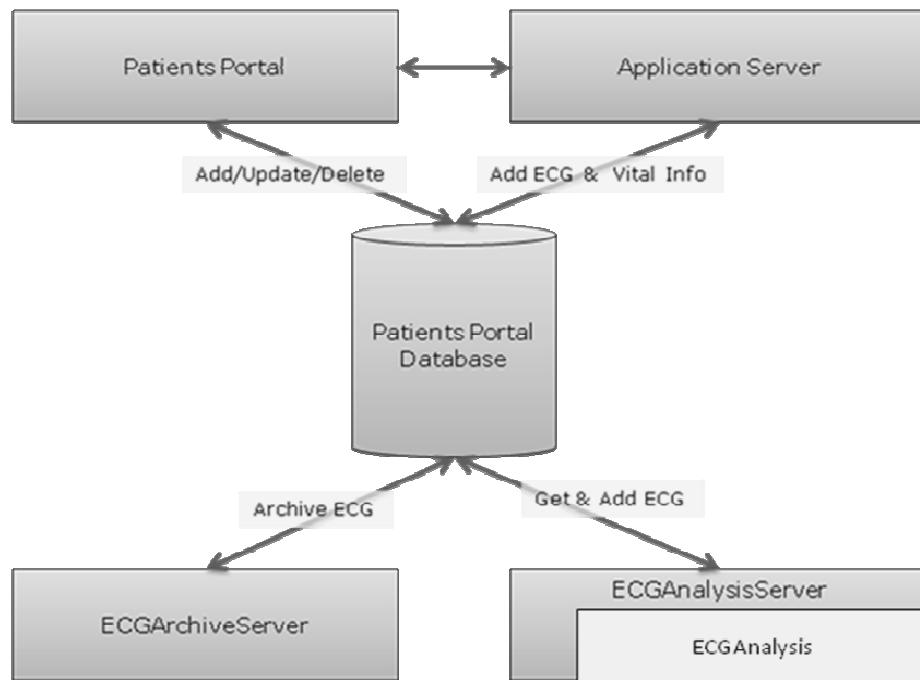 Patients Portal
Application Server
Add/Update/Delete
Add ECG & Vital Info
Patients Portal
Database
Archive ECG
Get & Add ECG
ECGArchiveServer
ECGAnalysisServer
ECGAnalysis